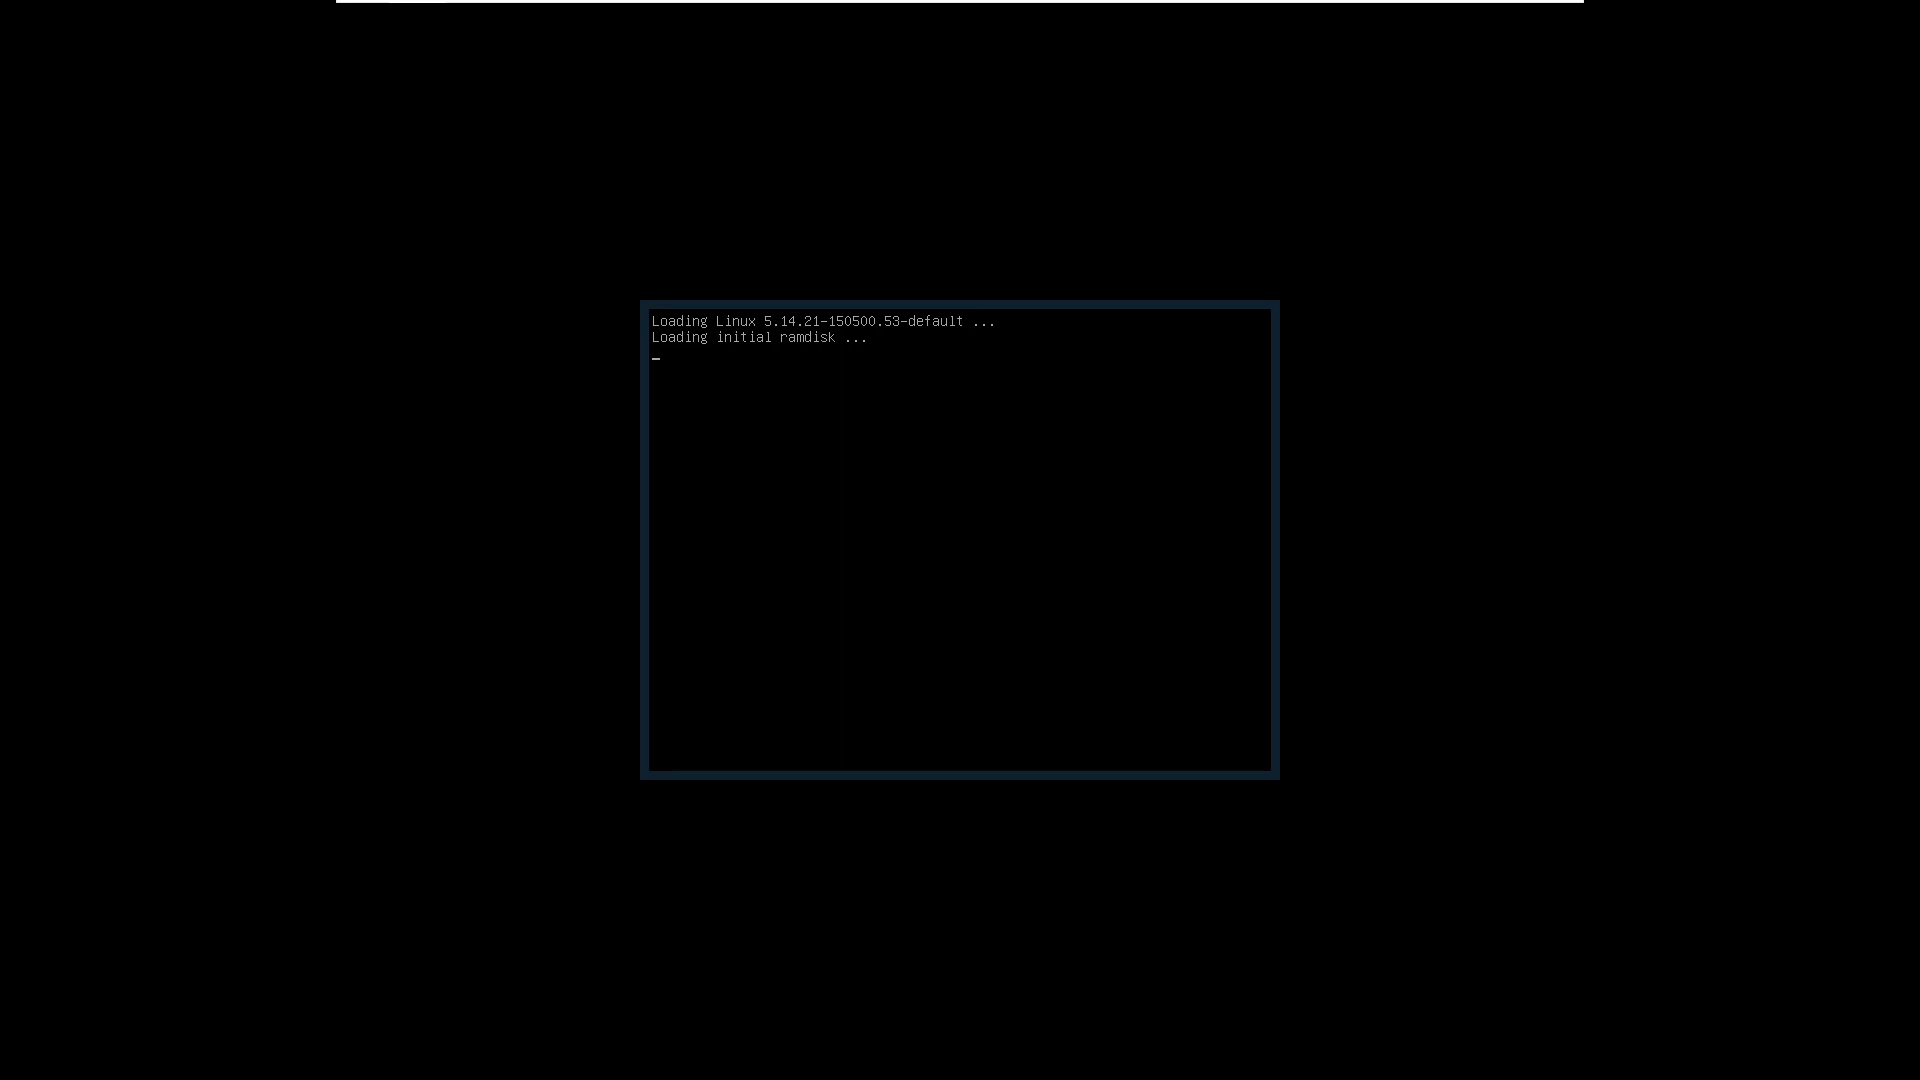 Loading Linux 5.14.21-150500.53-default ...
Loading initial ramdisk ...